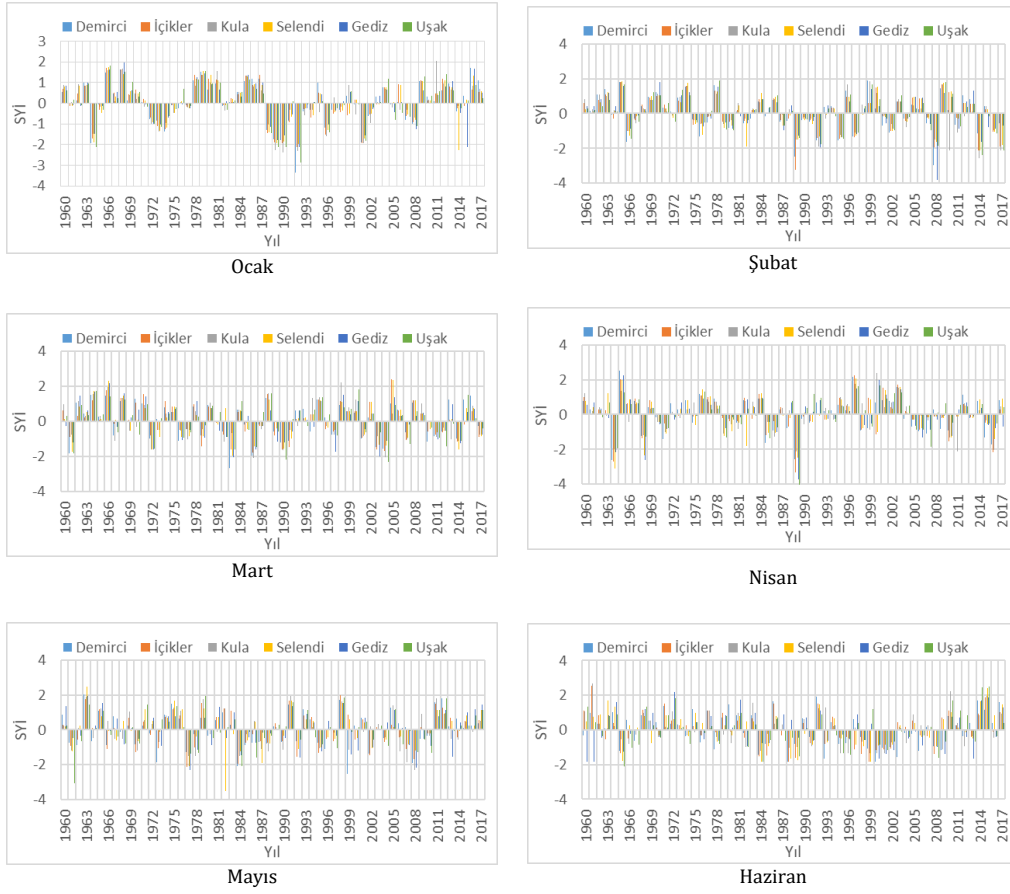 Demirci İçikler Kula Selendi Gediz Uşak
3
2
1
0
-1
-2
-3
-4
SYİ
1960 1963 1966 1969 1972 1975 1978 1981 1984 1987 1990 1993 1996 1999 2002 2005 2008 2011 2014 2017
Yıl
Ocak
Demirci İçikler Kula Selendi Gediz Uşak
4
2
0
-2
-4
SYİ
1960 1963 1966 1969 1972 1975 1978 1981 1984 1987 1990 1993 1996 1999 2002 2005 2008 2011 2014 2017
Yıl
Şubat
Demirci İçikler Kula Selendi Gediz Uşak
4
2
0
-2
-4
SYİ
1960 1963 1966 1969 1972 1975 1978 1981 1984 1987 1990 1993 1996 1999 2002 2005 2008 2011 2014 2017
Yıl
Mart
Demirci İçikler Kula Selendi Gediz Uşak
4
2
0
-2
-4
SYİ
1960 1963 1966 1969 1972 1975 1978 1981 1984 1987 1990 1993 1996 1999 2002 2005 2008 2011 2014 2017
Yıl
Nisan
Demirci İçikler Kula Selendi Gediz Uşak
4
2
0
-2
-4
SYİ
1960 1963 1966 1969 1972 1975 1978 1981 1984 1987 1990 1993 1996 1999 2002 2005 2008 2011 2014 2017
Yıl
Mayıs
Demirci İçikler Kula Selendi Gediz Uşak
4
2
0
-2
-4
SYİ
1960 1963 1966 1969 1972 1975 1978 1981 1984 1987 1990 1993 1996 1999 2002 2005 2008 2011 2014 2017
Yıl
Haziran